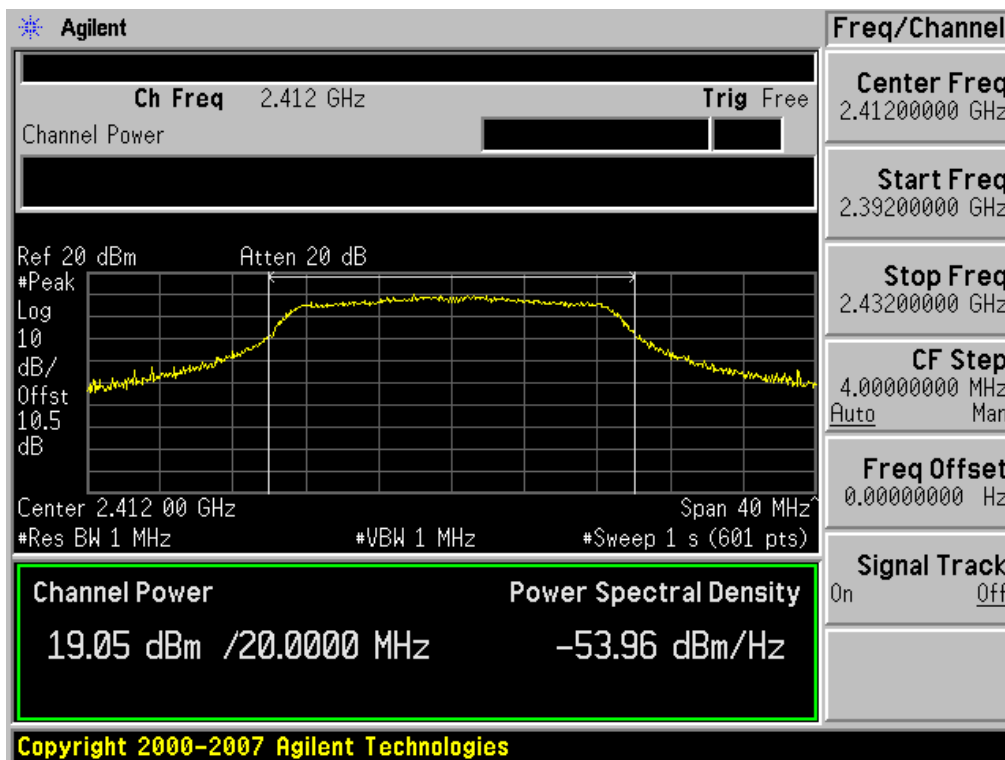 Agilent
Freq/Channel
Ch Freq 2.412 GHz Trig Free
Channel Power
Center Freq
2.41200000 GHz
Start Freq
2.39200000 GHz
Stop Freq
2.43200000 GHz
CF Step
4.00000000 MHz
Auto Man
Freq Offset
0.00000000 Hz
Signal Track
On Off
Ref 20 dBm Atten 20 dB
#Peak
Log
10
dB/
Offst
10.5
dB
Center 2.412 00 GHz Span 40 MHz^
#Res BW 1 MHz #VBW 1 MHz #Sweep 1 s (601 pts)
Channel Power Power Spectral Density
19.05 dBm /20.0000 MHz -53.96 dBm/Hz
Copyright 2000-2007 Agilent Technologies